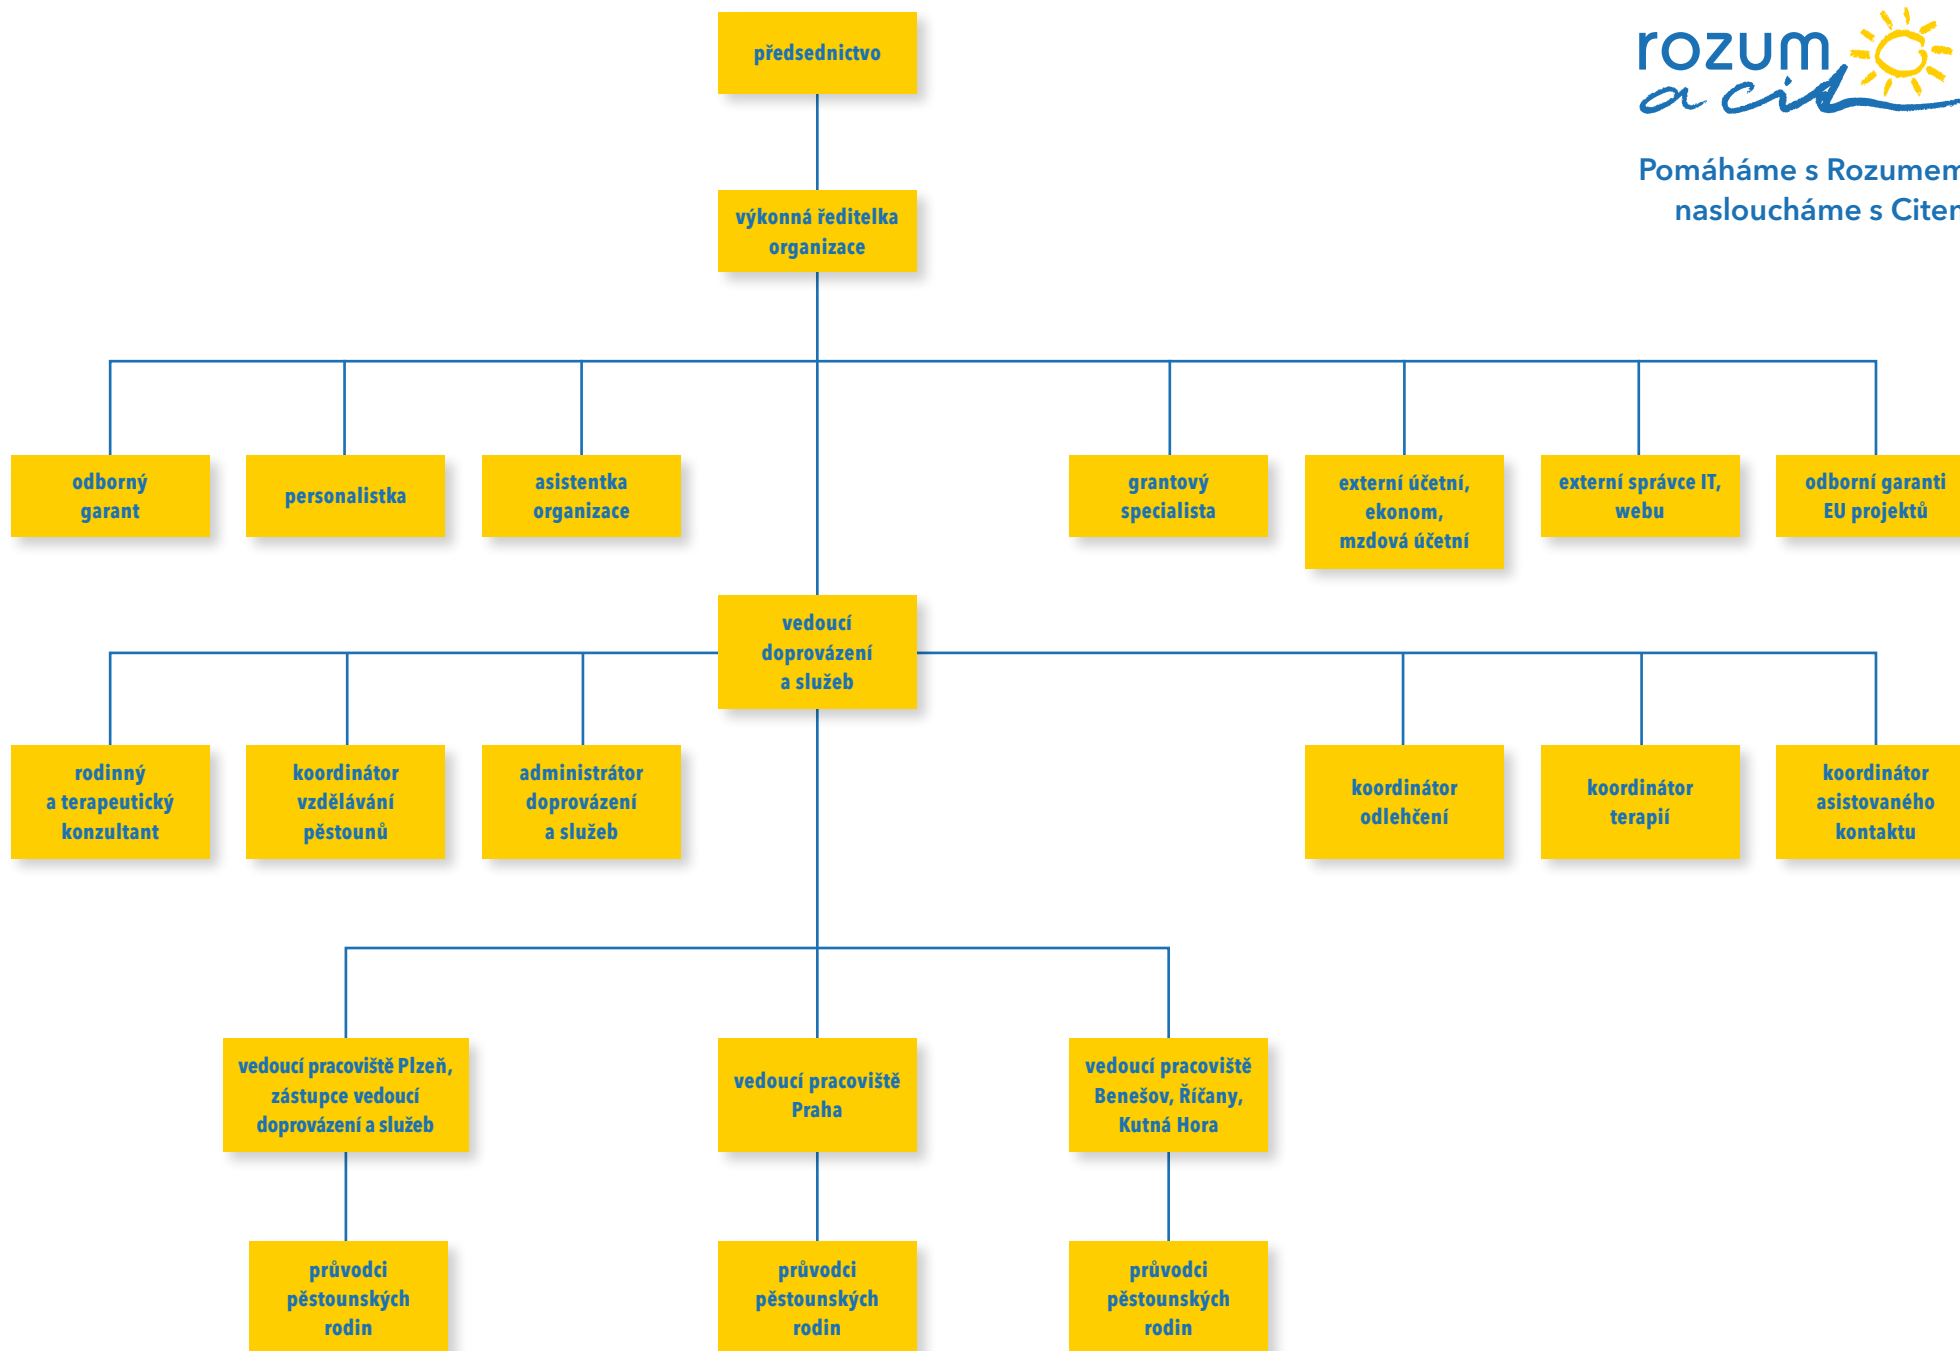 předsednictvo
rozum
a cit
Pomáháme s Rozumem
nasloucháme s Citem
výkonná ředitelka
organizace
odborný
garant
personalistka
asistentka
organizace
grantový
specialista
externí účetní,
ekonom,
mzdová účetní
externí správce IT,
webu
odborní garanti
EU projektů
vedoucí
doprovázení
a služeb
rodinný
a terapeutický
konzultant
koordinátor
vzdělávání
pěstounů
administrátor
doprovázení
a služeb
koordinátor
odlehčení
koordinátor
terapií
koordinátor
asistovaného
kontaktu
vedoucí pracoviště Plzeň,
zástupce vedoucí
doprovázení a služeb
vedoucí pracoviště
Praha
vedoucí pracoviště
Benešov, Říčany,
Kutná Hora
průvodci
pěstounských
rodin
průvodci
pěstounských
rodin
průvodci
pěstounských
rodin